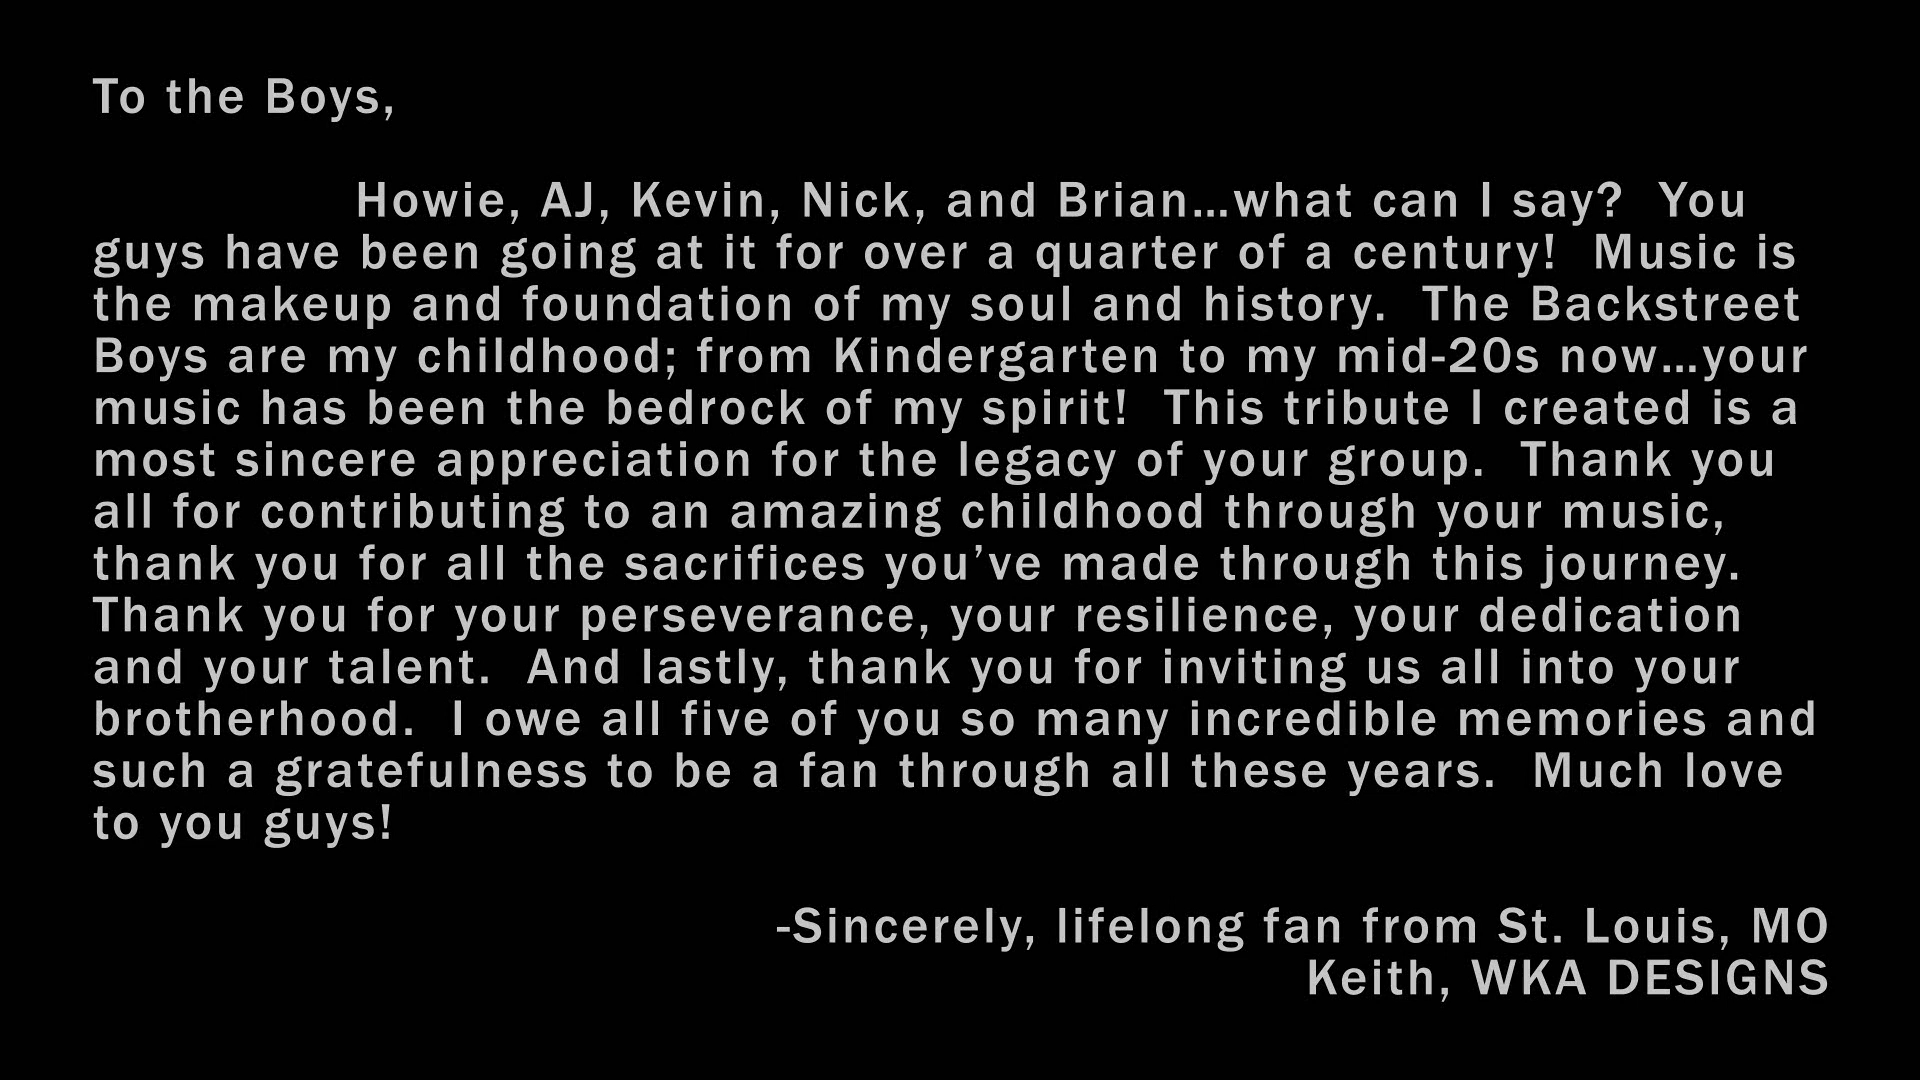 To the Boys,
Howie, AJ, Kevin, Nick, and Brian...what can I say?  You
guys have been going at it for over a quarter of a century!  Music is
the makeup and foundation of my soul and history.  The Backstreet
Boys are my childhood; from Kindergarten to my mid-20s now...your
music has been the bedrock of my spirit!  This tribute I created is a
most sincere appreciation for the legacy of your group.  Thank you
all for contributing to an amazing childhood through your music,
thank you for all the sacrifices you’ve made through this journey.
Thank you for your perseverance, your resilience, your dedication
and your talent.  And lastly, thank you for inviting us all into your
brotherhood.  I owe all five of you so many incredible memories and
such a gratefulness to be a fan through all these years.  Much love
to you guys!
-Sincerely, lifelong fan from St. Louis, MO
Keith, WKA DESIGNS